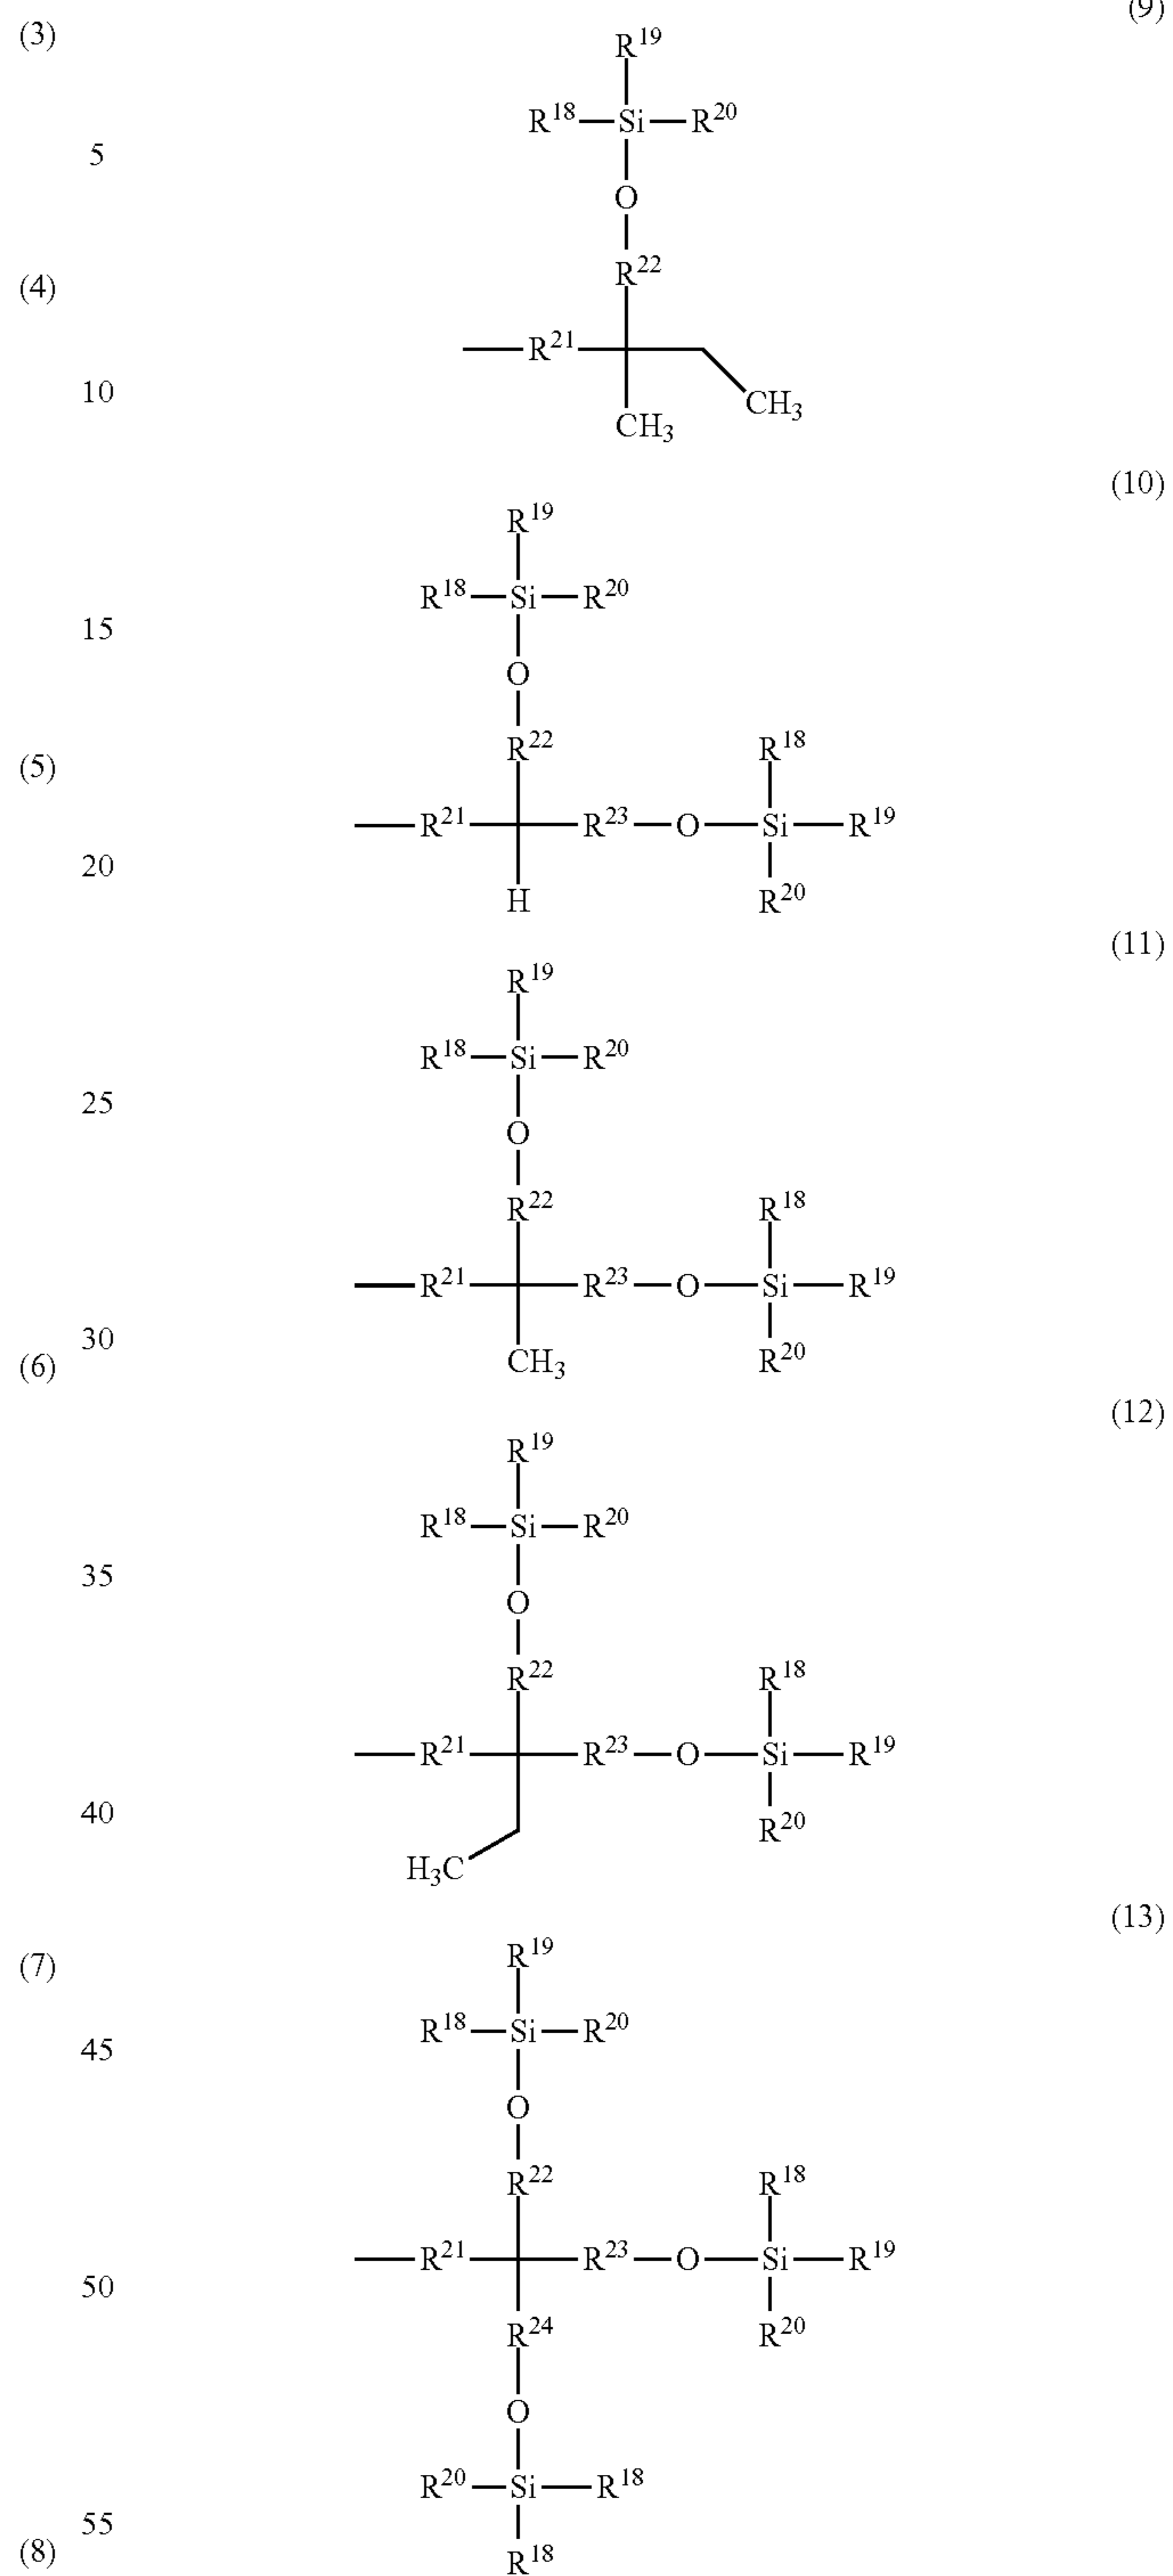 (9)
(3)
R19
R18—Si—R20
5
O
R22
(4)
—R21
10
CH3
CH3
(10)
R19
R18—Si—R20
15
O
R22 R18
(5)
—R21 R23—O—Si—R19
20
H R20
(11)
R19
R18—Si—R20
25
O
R22 R18
—R21 R23—O—Si—R19
30
(6) CH3 R20
(12)
R19
R18—Si—R20
35
O
R22 R18
—R21 R23—O—Si—R19
40
R20
H3C
(13)
R19
(7)
R18—Si—R20
45
O
R22 R18
—R21 R23—O—Si—R19
50
R24 R20
O
R20—Si—R18
55
(8)
R18